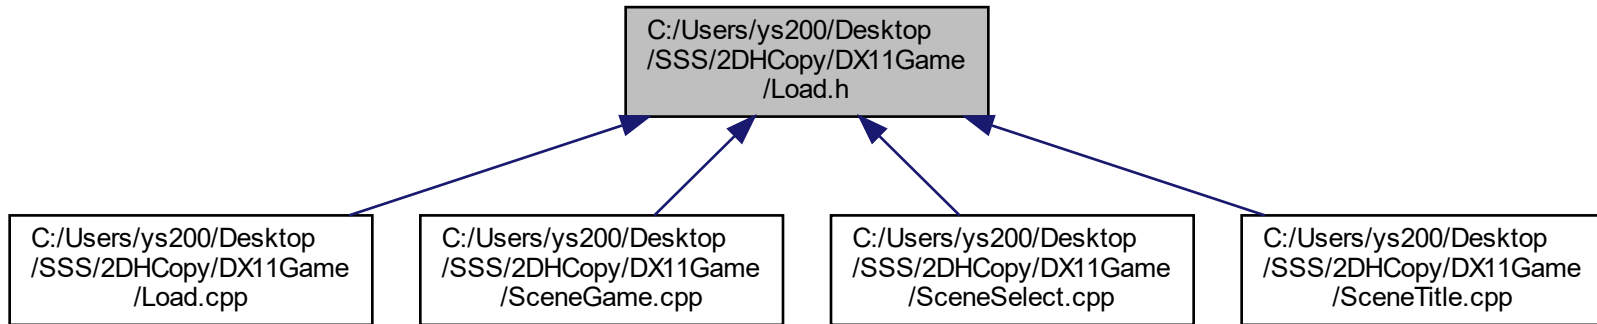 C:/Users/ys200/Desktop
/SSS/2DHCopy/DX11Game
/Load.h
C:/Users/ys200/Desktop
/SSS/2DHCopy/DX11Game
/Load.cpp
C:/Users/ys200/Desktop
/SSS/2DHCopy/DX11Game
/SceneGame.cpp
C:/Users/ys200/Desktop
/SSS/2DHCopy/DX11Game
/SceneSelect.cpp
C:/Users/ys200/Desktop
/SSS/2DHCopy/DX11Game
/SceneTitle.cpp